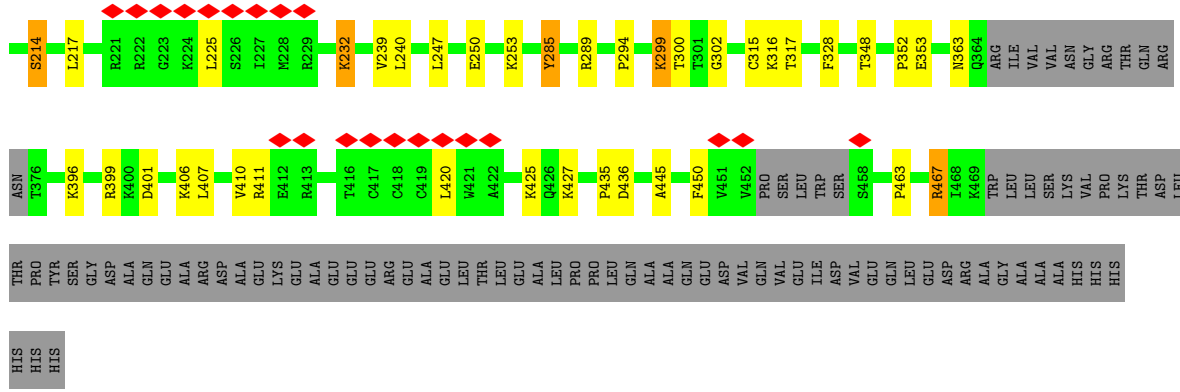 S214 L217 R221 R222 G223 K224 L225 S226 I227 M228 R229 K232 V239 L240 L247 E250 K253 Y285 R289 P294 K299 T300 T301 G302 C315 K316 T317 F328 T348 P352 E353 N363 Q364 ARG ILE VAL VAL ASN GLY ARG THR GLN ARG
ASN T376 K396 R399 K400 D401 K406 L407 V410 R411 E412 R413 T416 C417 C418 C419 L420 W421 A422 K425 Q426 K427 P435 D436 A445 F450 V451 V452 PRO SER LEU TRP SER S458 P463 R467 I468 K469 TRP LEU LEU SER LYS VAL PRO LYS THR ASP LEU
THR PRO TYR SER GLY ASP ALA GLN GLU ALA ARG ASP ALA GLU LYS GLU ALA GLU GLU GLU ARG GLU ALA GLU LEU THR LEU GLU ALA LEU PRO PRO LEU GLN ALA ALA GLN GLU ASP VAL GLN VAL GLU ILE ASP VAL GLU GLN LEU GLU ASP ARG ALA GLY ALA ALA ALA HIS HIS HIS
HIS HIS HIS